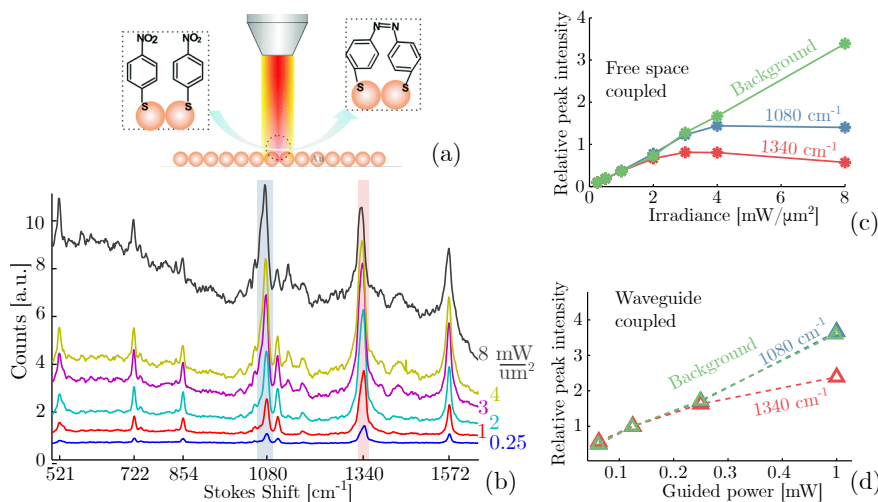 NO2 NO2
S S
N=N
S S
Au
(a)
Counts [a.u.]
10
8
6
4
2
0
521 722 854 1080 1340 1572
Stokes Shift [cm-1]
8 mW
um2
4
3
2
1
0.25
(b)
Relative peak intensity
4
3
2
1
0
Free space
coupled
Background
1080 cm-1
1340 cm-1
0 2 4 6 8
Irradiance [mW/µm2]
(c)
Relative peak intensity
4
3
2
1
Waveguide
coupled
Background
1080 cm-1
1340 cm-1
0.1 0..2 0.3 1
Guided power [mW]
(d)